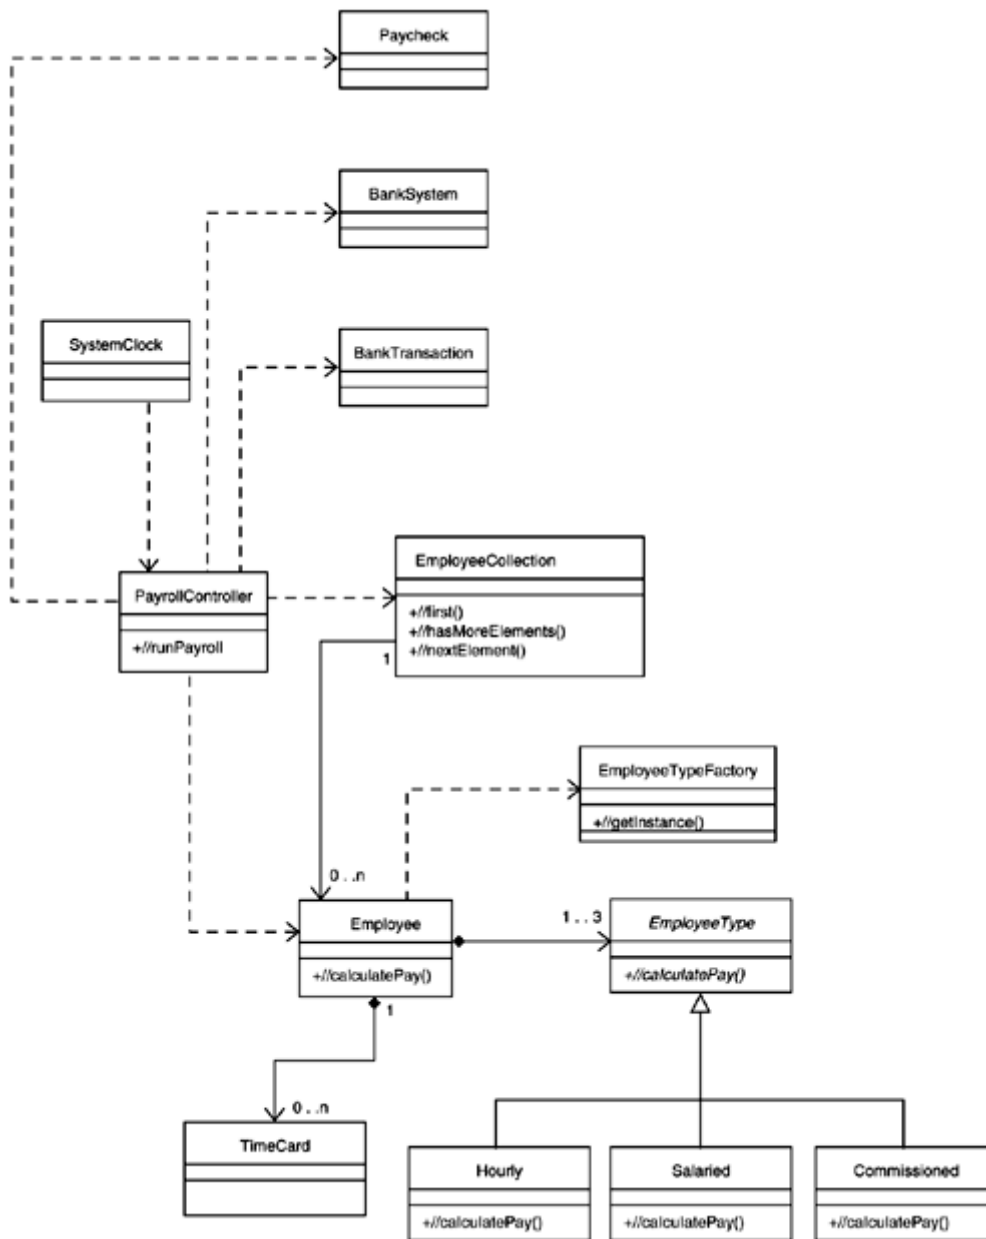 Paycheck
BankSystem
SystemClock
BankTransaction
EmployeeCollection
+//first()
+//hasMoreElements()
+//nextElement()
PayrollController
+//runPayroll
1
EmployeeTypeFactory
+//getInstance()
0 . .n
Employee
+//calculatePay()
1 . . 3
EmployeeType
+//calculatePay()
1
0 . .n
TimeCard
Hourly
+//calculatePay()
Salaried
+//calculatePay()
Commissioned
+//calculatePay()